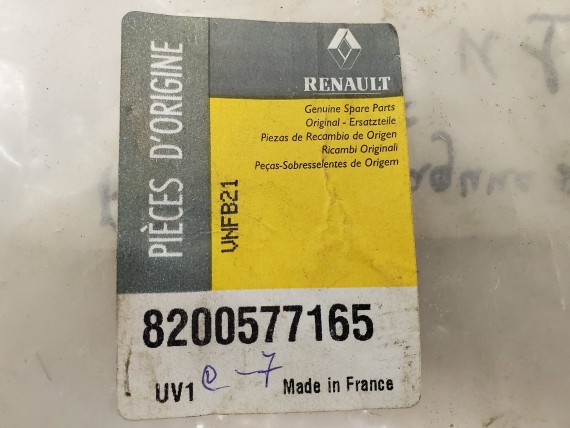 RENAULT
PIÈCES D'ORIGINE
Genuine Spare Parts
Original - Ersatzteile
Piezas de Recambio de Origen
Ricambi Originali
Peças-Sobresselentes de Origem
VNFB21
8200577165
UV1
Made in France